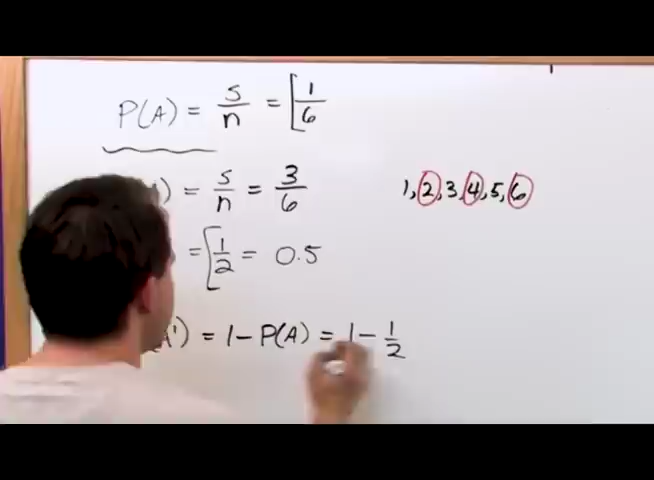 P(A) = s/n = [1/6
) = s/n = 3/6
1, 2, 3, 4, 5, 6
= [1/2 = 0.5
A') = 1 - P(A) = 1 - 1/2